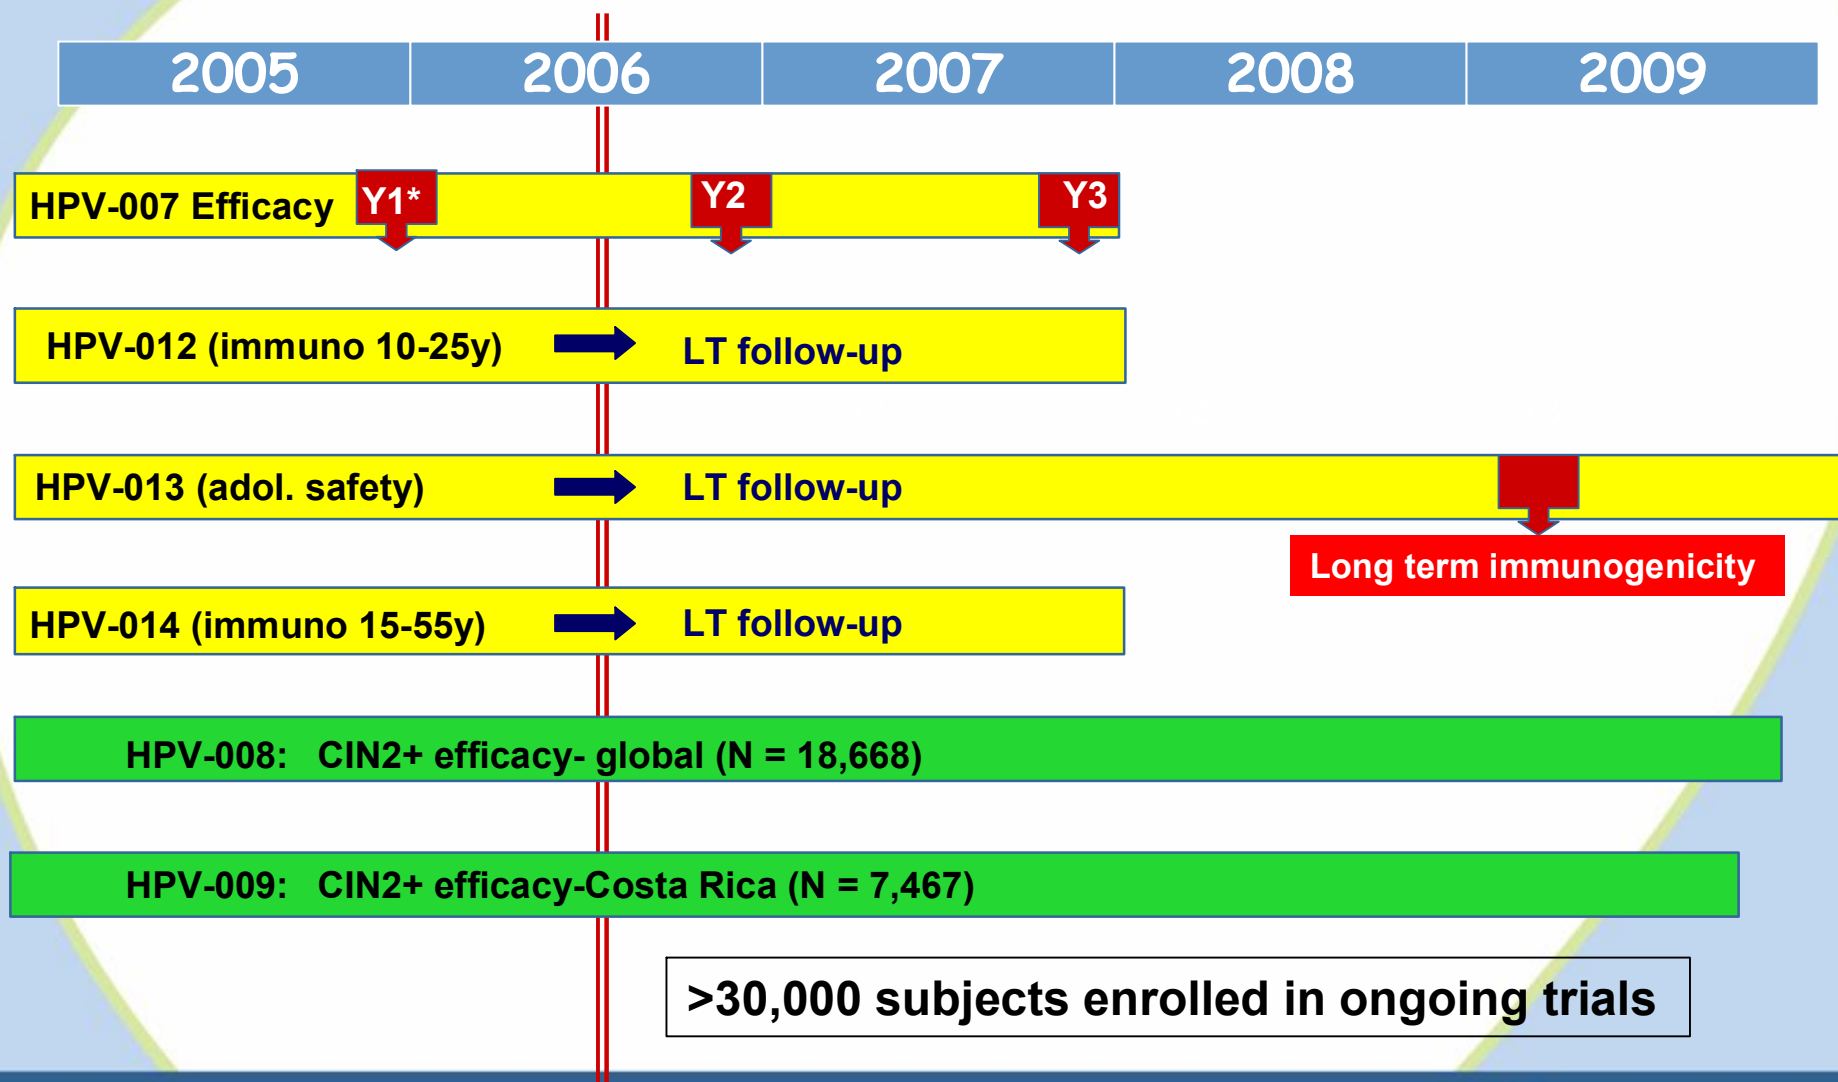 2005 2006 2007 2008 2009
HPV-007 Efficacy Y1* Y2 Y3
HPV-012 (immuno 10-25y) LT follow-up
HPV-013 (adol. safety) LT follow-up
Long term immunogenicity
HPV-014 (immuno 15-55y) LT follow-up
HPV-008: CIN2+ efficacy- global (N = 18,668)
HPV-009: CIN2+ efficacy-Costa Rica (N = 7,467)
>30,000 subjects enrolled in ongoing trials